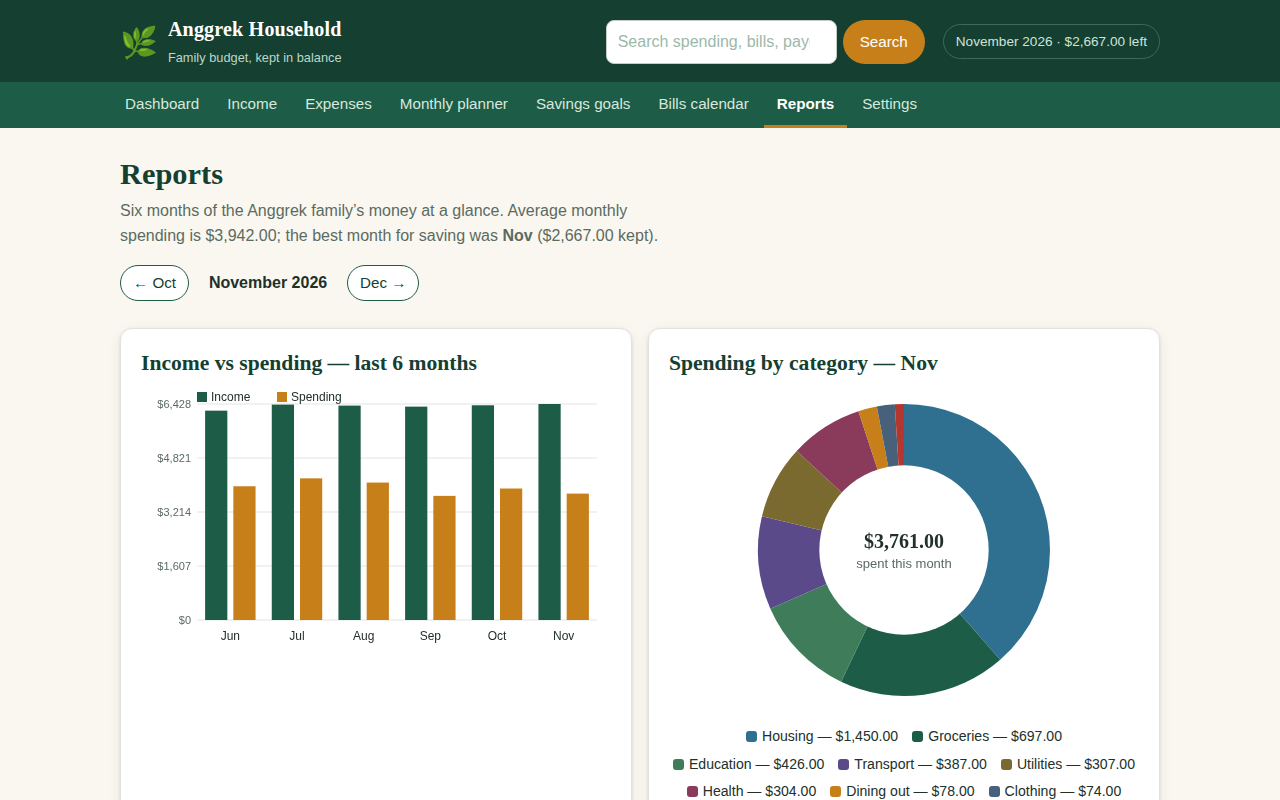 Anggrek Household
Family budget, kept in balance
Search spending, bills, pay
Search
November 2026 · $2,667.00 left
Dashboard
Income
Expenses
Monthly planner
Savings goals
Bills calendar
Reports
Settings
Reports
Six months of the Anggrek family's money at a glance. Average monthly
spending is $3,942.00; the best month for saving was Nov ($2,667.00 kept).
← Oct
November 2026
Dec →
Income vs spending — last 6 months
Income
Spending
$6,428
$4,821
$3,214
$1,607
$0
Jun
Jul
Aug
Sep
Oct
Nov
Spending by category — Nov
$3,761.00
spent this month
Housing — $1,450.00
Groceries — $697.00
Education — $426.00
Transport — $387.00
Utilities — $307.00
Health — $304.00
Dining out — $78.00
Clothing — $74.00